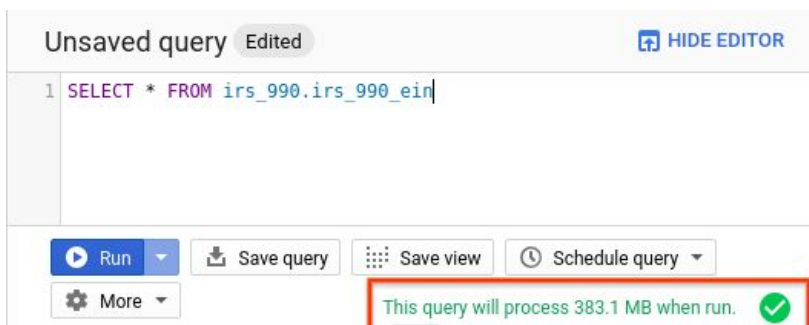 Unsaved query Edited HIDE EDITOR
1 SELECT * FROM irs_990.irs_990_ein
Run Save query Save view Schedule query
More This query will process 383.1 MB when run.